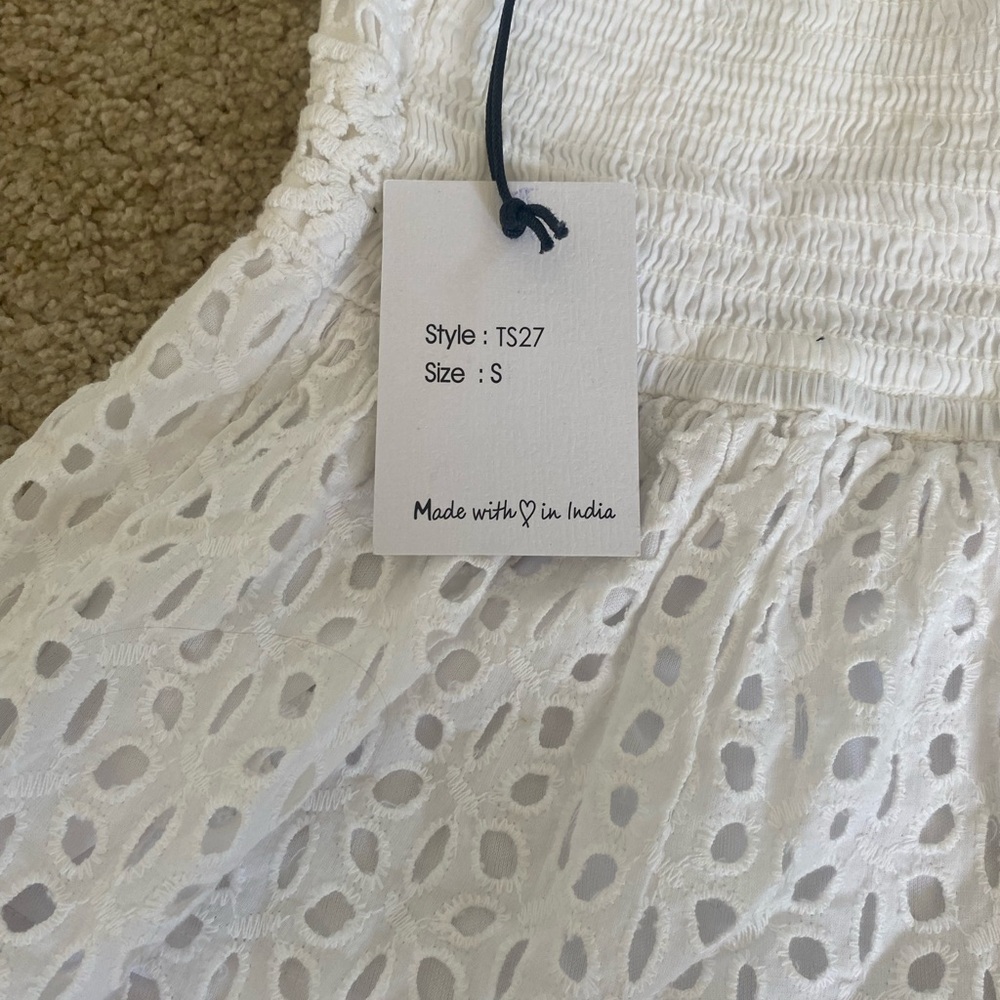 Style : TS27
Size : S
Made with♡in India